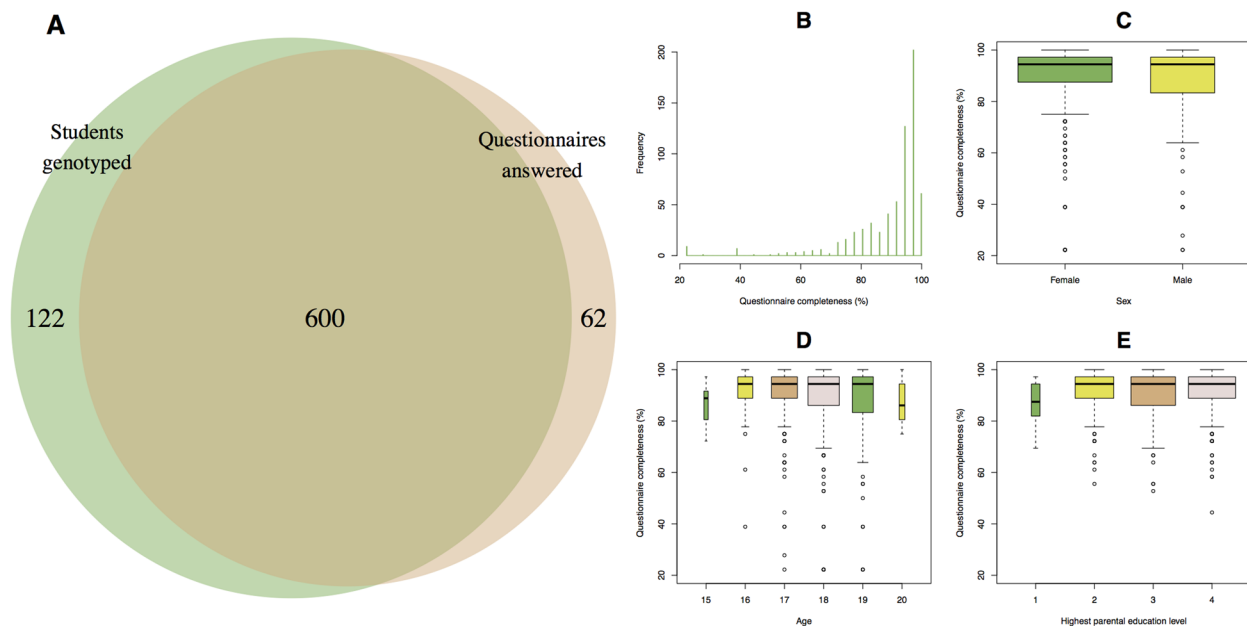 A
Students
genotyped
Questionnaires
answered
122
600
62
B
Frequency
0
50
100
150
200
20
40
60
80
100
Questionnaire completeness (%)
C
Questionnaire completeness (%)
20
40
60
80
100
Female
Male
Sex
D
Questionnaire completeness (%)
20
40
60
80
100
15
16
17
18
19
20
Age
E
Questionnaire completeness (%)
20
40
60
80
100
1
2
3
4
Highest parental education level